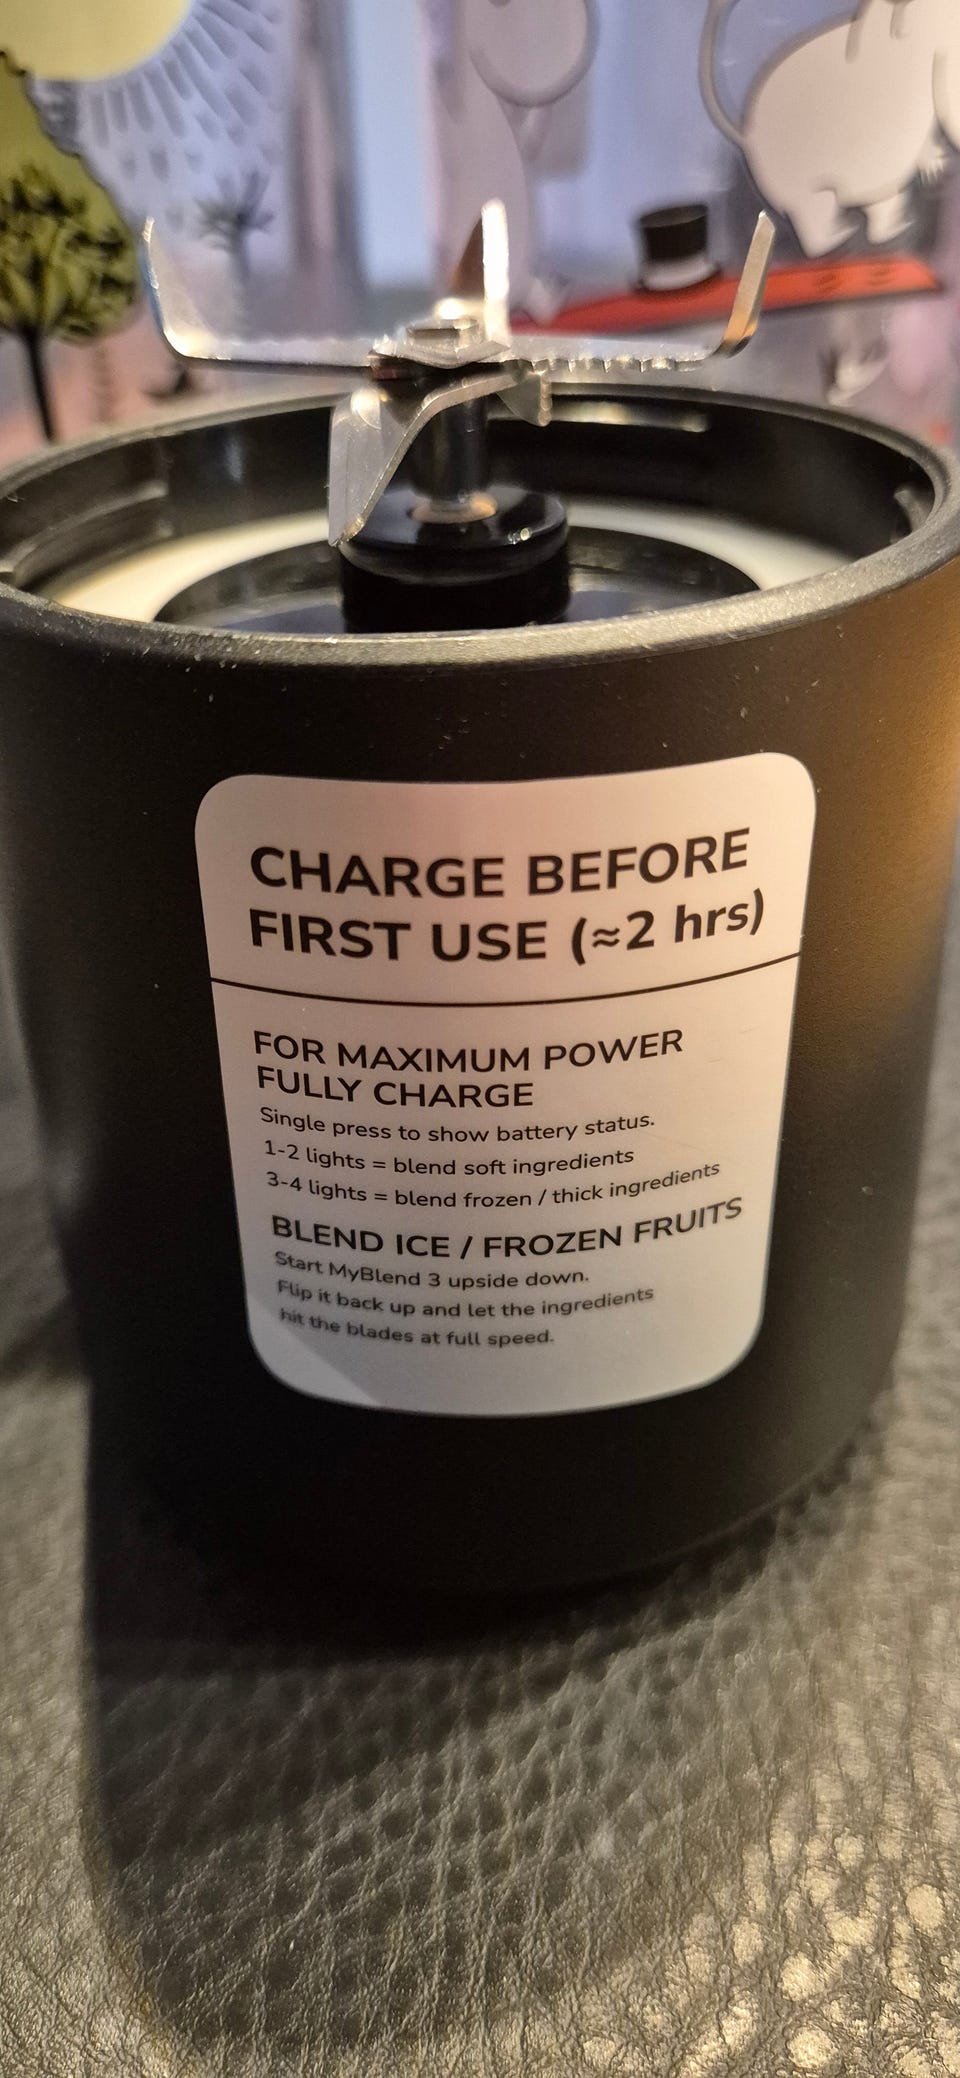 CHARGE BEFORE
FIRST USE (≈2 hrs)
FOR MAXIMUM POWER
FULLY CHARGE
Single press to show battery status.
1-2 lights = blend soft ingredients
3-4 lights = blend frozen / thick ingredients
BLEND ICE / FROZEN FRUITS
Start MyBlend 3 upside down.
Flip it back up and let the ingredients
hit the blades at full speed.